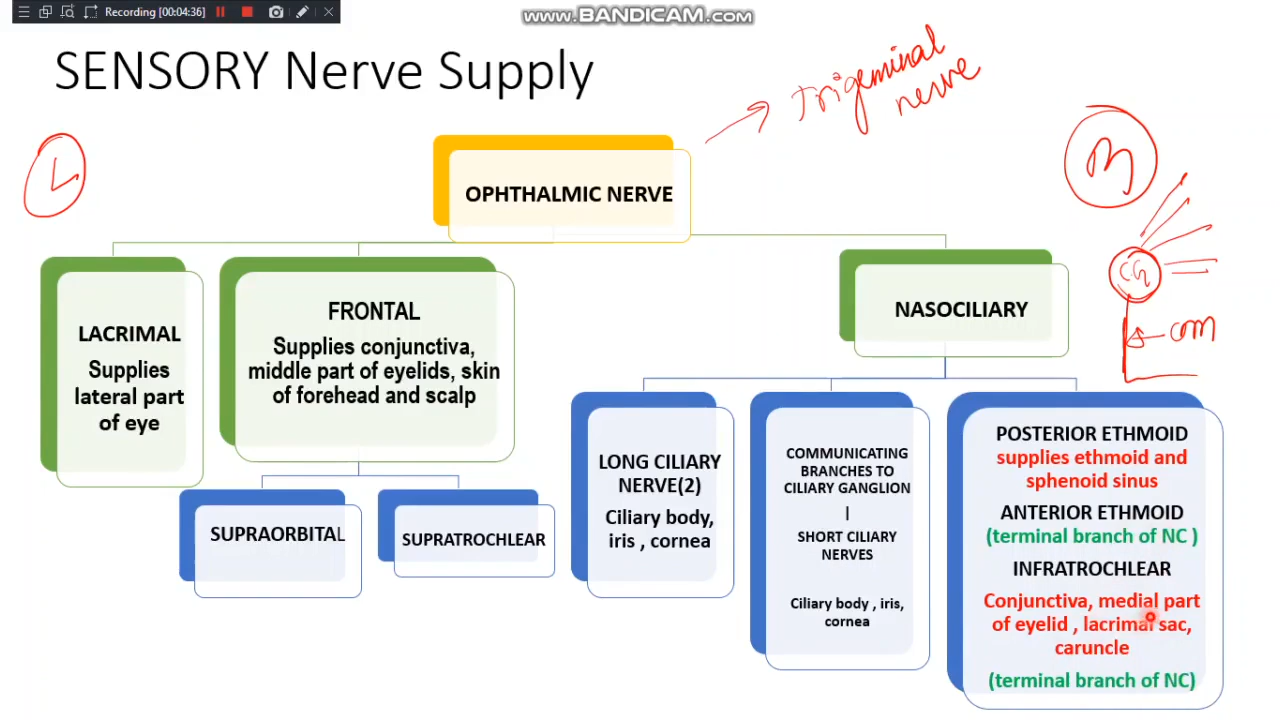 Recording [00:04:36]
www.BANDICAM.com
SENSORY Nerve Supply
trigeminal
nerve
L
M
OPHTHALMIC NERVE
LACRIMAL
Supplies
lateral part
of eye
FRONTAL
Supplies conjunctiva,
middle part of eyelids, skin
of forehead and scalp
NASOCILIARY
CG
com
SUPRAORBITAL
SUPRATROCHLEAR
LONG CILIARY
NERVE(2)
Ciliary body,
iris , cornea
COMMUNICATING
BRANCHES TO
CILIARY GANGLION
|
SHORT CILIARY
NERVES
Ciliary body , iris,
cornea
POSTERIOR ETHMOID
supplies ethmoid and
sphenoid sinus
ANTERIOR ETHMOID
(terminal branch of NC )
INFRATROCHLEAR
Conjunctiva, medial part
of eyelid , lacrimal sac,
caruncle
(terminal branch of NC)